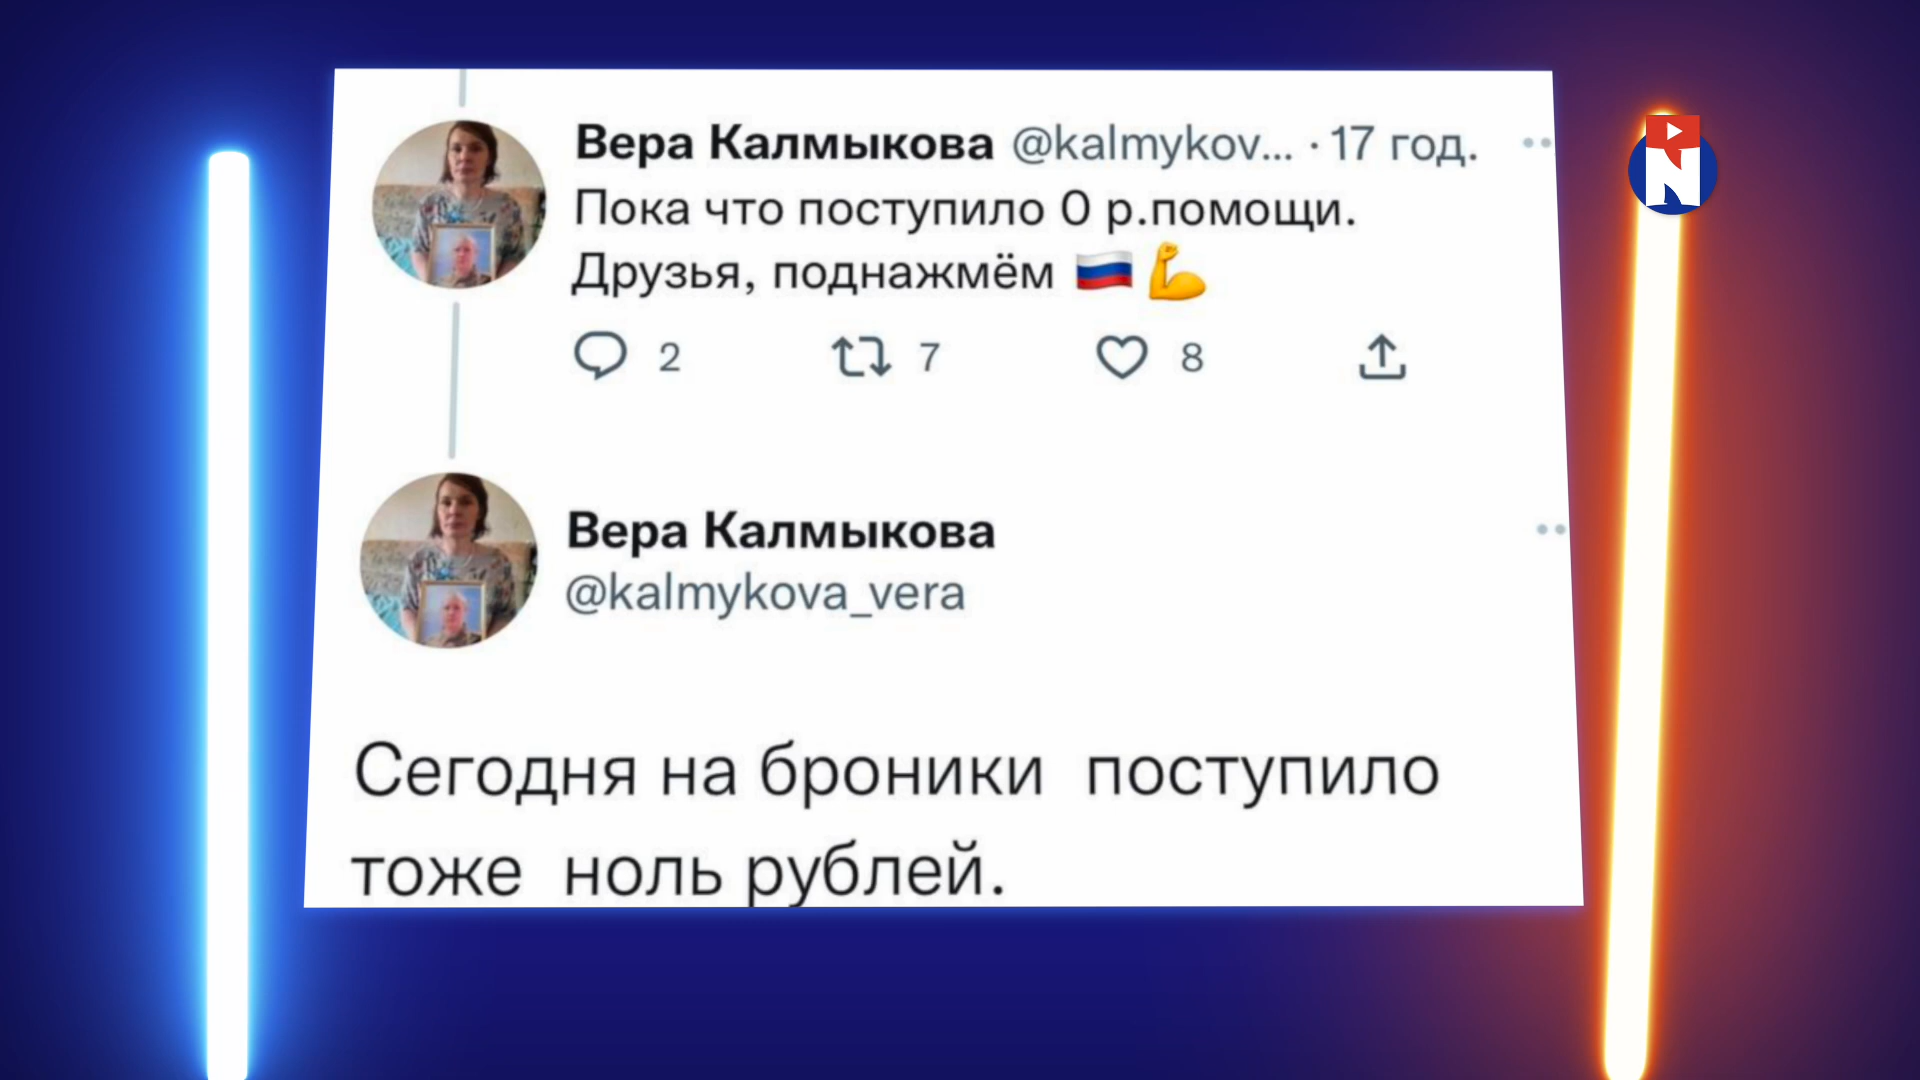 Вера Калмыкова @kalmykov... · 17 год.
Пока что поступило 0 р.помощи.
Друзья, поднажмём 🇷🇺💪
2 7 8
Вера Калмыкова
@kalmykova_vera
Сегодня на броники поступило
тоже ноль рублей.
N